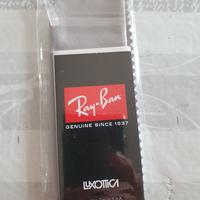 Ray-Ban
GENUINE SINCE 1937
LUXOTTICA